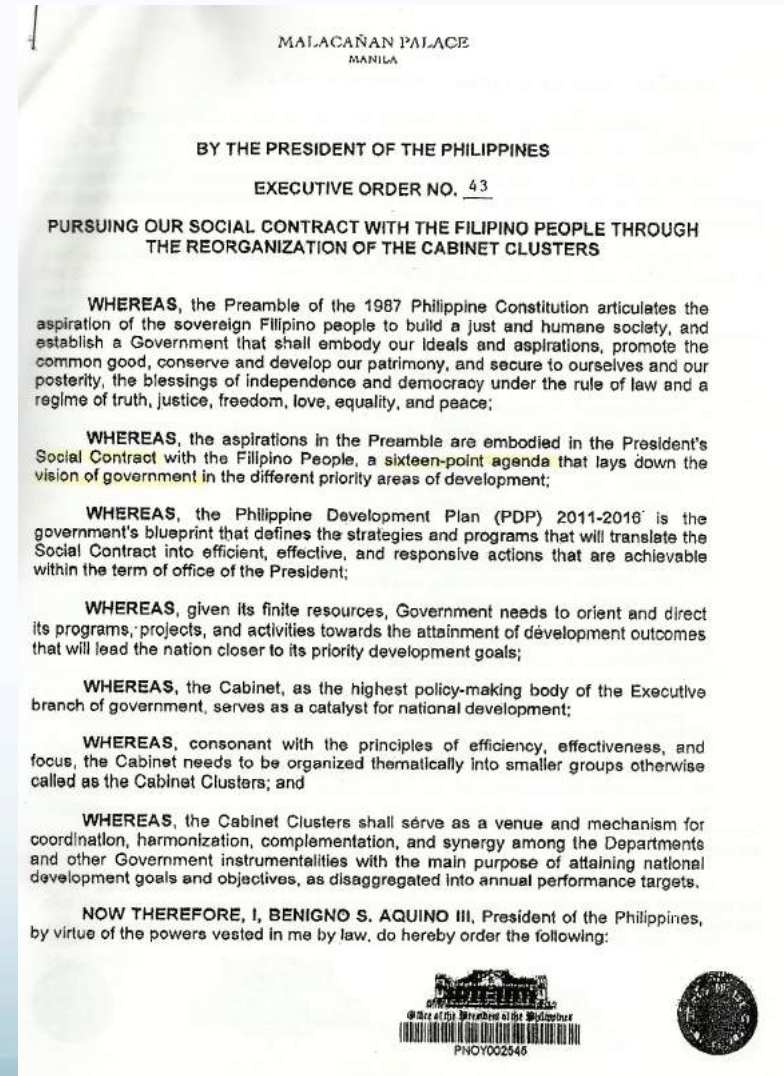 MALACAÑAN PALACE
MANILA
BY THE PRESIDENT OF THE PHILIPPINES
EXECUTIVE ORDER NO. 43
PURSUING OUR SOCIAL CONTRACT WITH THE FILIPINO PEOPLE THROUGH
THE REORGANIZATION OF THE CABINET CLUSTERS
WHEREAS, the Preamble of the 1987 Philippine Constitution articulates the
aspiration of the sovereign Filipino people to build a just and humane society, and
establish a Government that shall embody our ideals and aspirations, promote the
common good, conserve and develop our patrimony, and secure to ourselves and our
posterity, the blessings of independence and democracy under the rule of law and a
regime of truth, justice, freedom, love, equality, and peace;
WHEREAS, the aspirations in the Preamble are embodied in the President's
Social Contract with the Filipino People, a sixteen-point agenda that lays down the
vision of government in the different priority areas of development;
WHEREAS, the Philippine Development Plan (PDP) 2011-2016 is the
government's blueprint that defines the strategies and programs that will translate the
Social Contract into efficient, effective, and responsive actions that are achievable
within the term of office of the President;
WHEREAS, given its finite resources, Government needs to orient and direct
its programs, projects, and activities towards the attainment of development outcomes
that will lead the nation closer to its priority development goals;
WHEREAS, the Cabinet, as the highest policy-making body of the Executive
branch of government, serves as a catalyst for national development;
WHEREAS, consonant with the principles of efficiency, effectiveness, and
focus, the Cabinet needs to be organized thematically into smaller groups otherwise
called as the Cabinet Clusters; and
WHEREAS, the Cabinet Clusters shall serve as a venue and mechanism for
coordination, harmonization, complementation, and synergy among the Departments
and other Government instrumentalities with the main purpose of attaining national
development goals and objectives, as disaggregated into annual performance targets.
NOW THEREFORE, I, BENIGNO S. AQUINO III, President of the Philippines,
by virtue of the powers vested in me by law, do hereby order the following:
Office of the President of the Philippines
PNOY002546